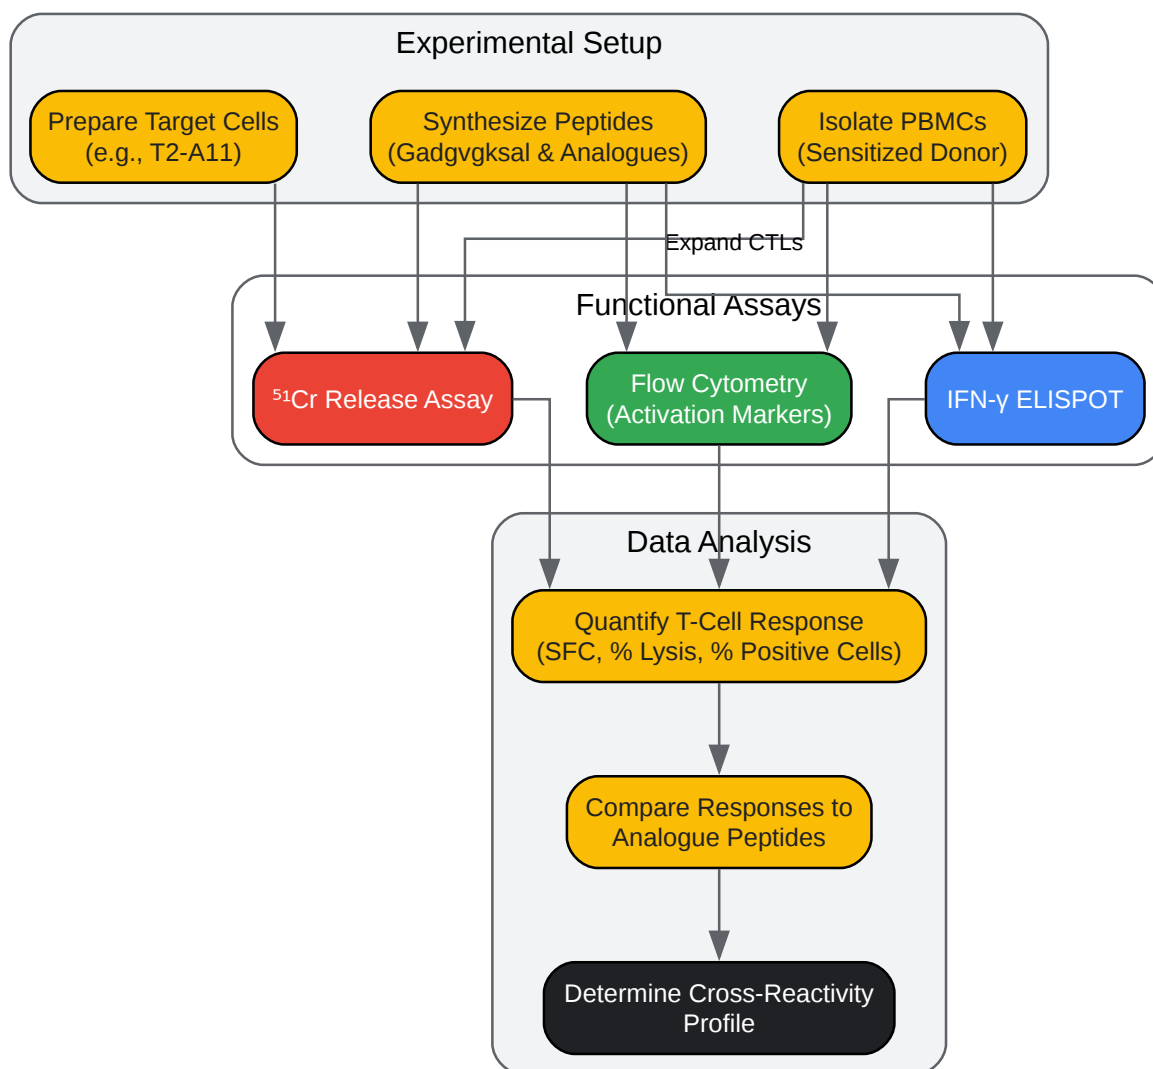 Experimental Setup
Prepare Target Cells
(e.g., T2-A11)
Synthesize Peptides
(Gadgvgksal & Analogues)
Isolate PBMCs
(Sensitized Donor)
Expand CTLs
Functional Assays
⁵¹Cr Release Assay
Flow Cytometry
(Activation Markers)
IFN-γ ELISPOT
Data Analysis
Quantify T-Cell Response
(SFC, % Lysis, % Positive Cells)
Compare Responses to
Analogue Peptides
Determine Cross-Reactivity
Profile